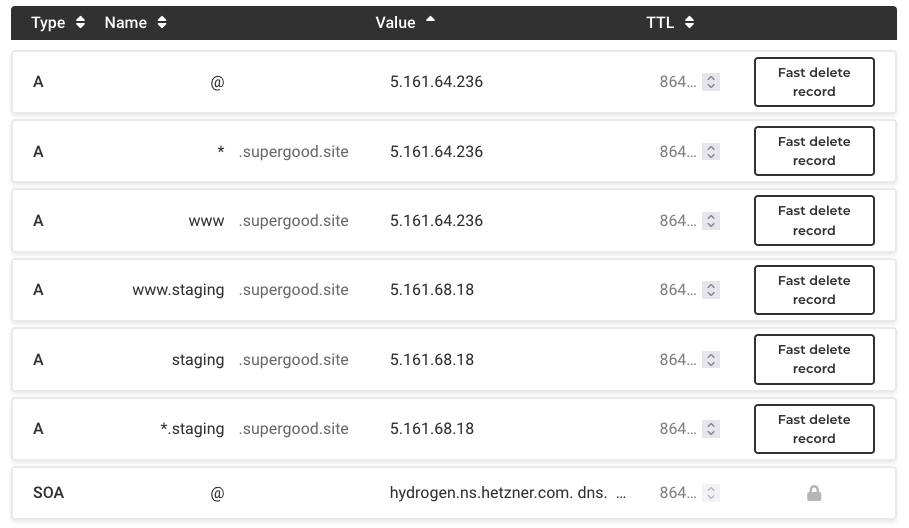 Type Name Value TTL
A @ 5.161.64.236 864... Fast delete record
A * .supergood.site 5.161.64.236 864... Fast delete record
A www .supergood.site 5.161.64.236 864... Fast delete record
A www.staging .supergood.site 5.161.68.18 864... Fast delete record
A staging .supergood.site 5.161.68.18 864... Fast delete record
A *.staging .supergood.site 5.161.68.18 864... Fast delete record
SOA @ hydrogen.ns.hetzner.com. dns. ... 864...